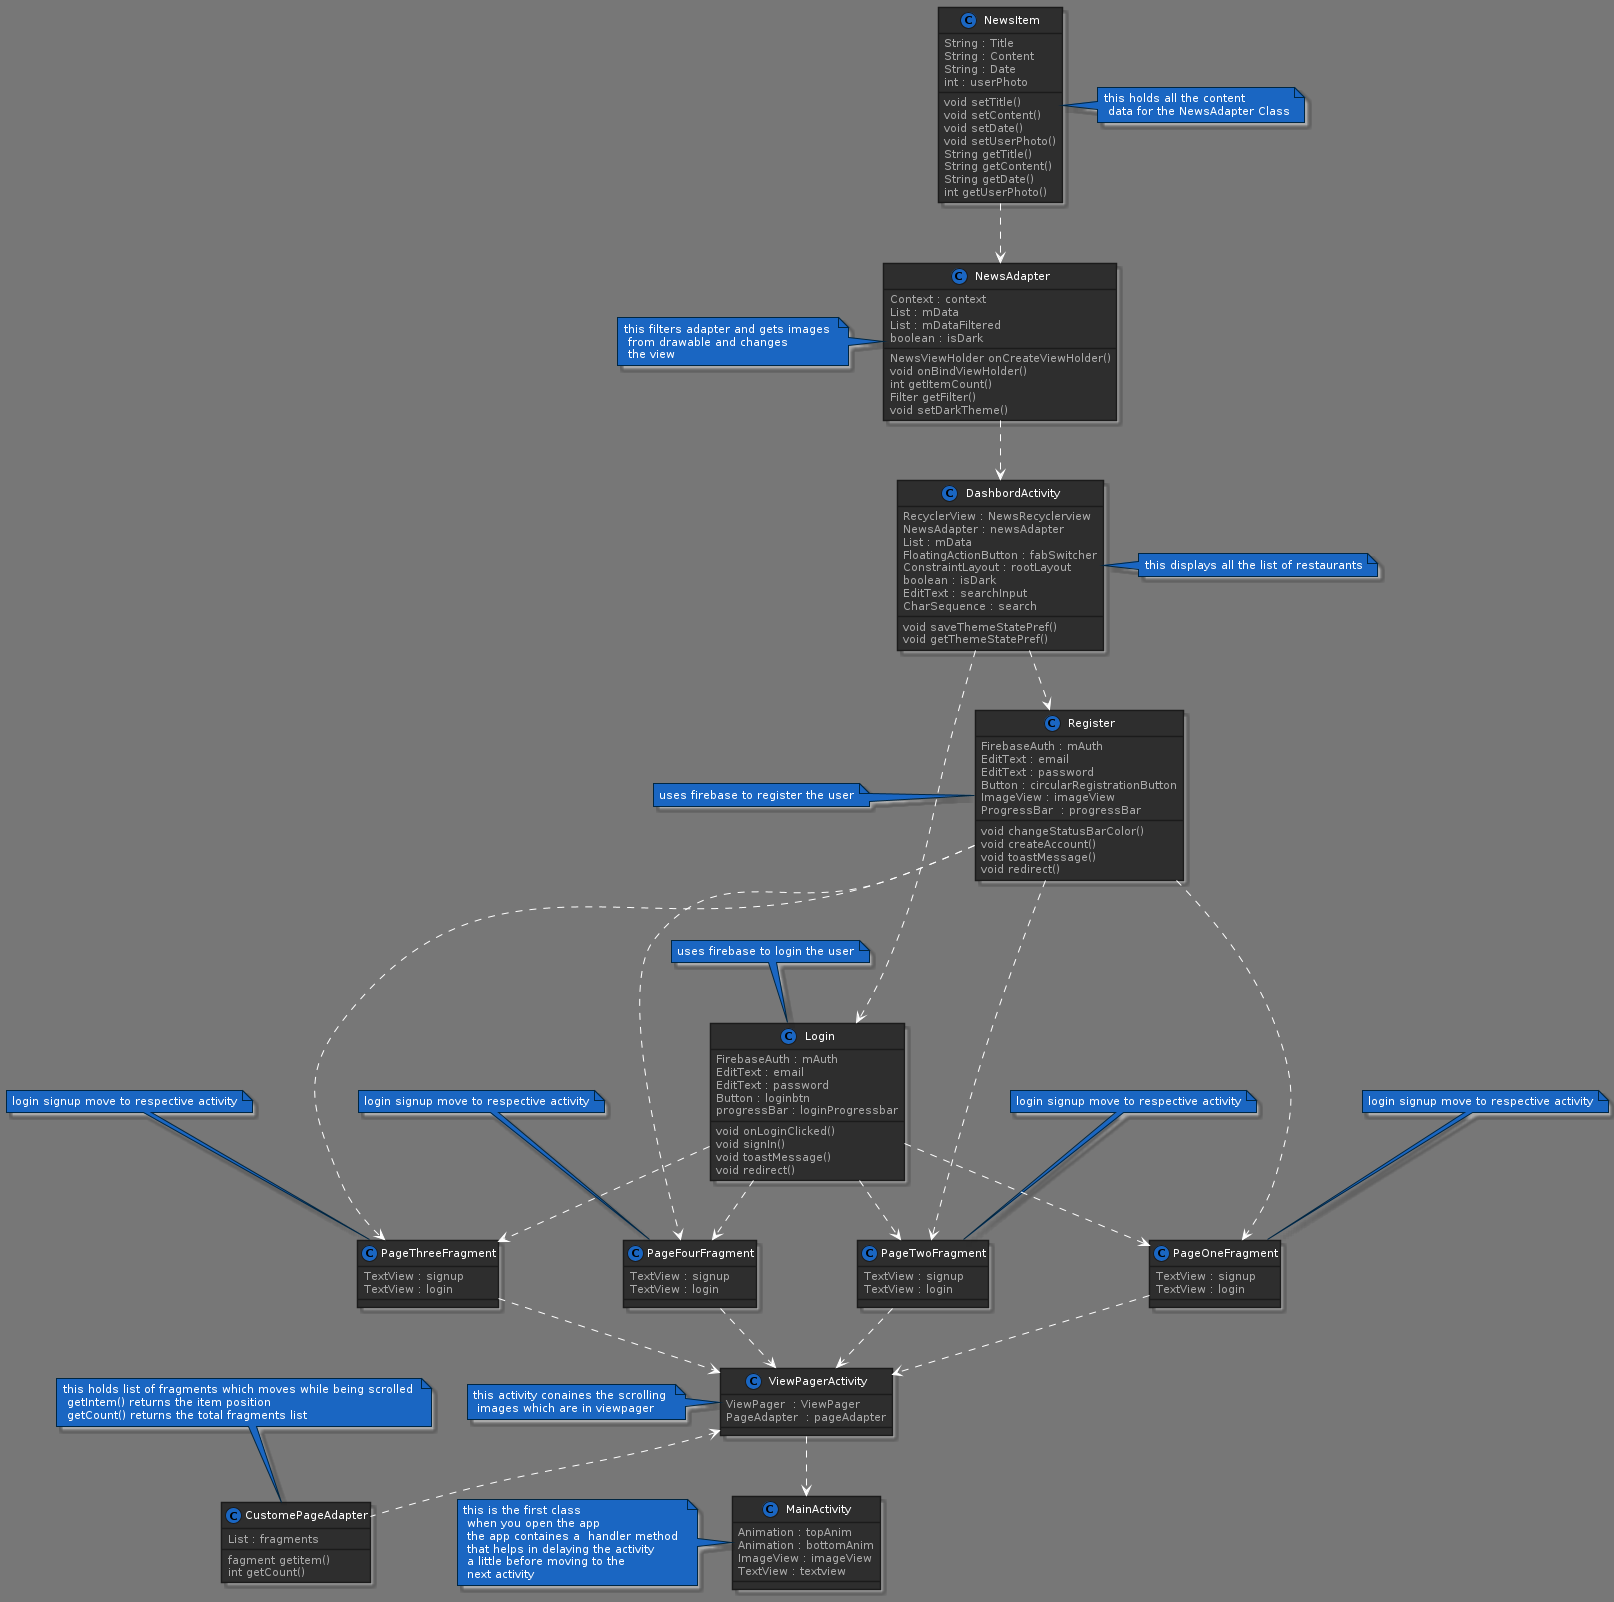 C NewsItem
String : Title
String : Content
String : Date
int : userPhoto
void setTitle()
void setContent()
void setDate()
void setUserPhoto()
String getTitle()
String getContent()
String getDate()
int getUserPhoto()
this holds all the content
data for the NewsAdapter Class
C NewsAdapter
Context : context
List : mData
List : mDataFiltered
boolean : isDark
NewsViewHolder onCreateViewHolder()
void onBindViewHolder()
int getItemCount()
Filter getFilter()
void setDarkTheme()
this filters adapter and gets images
from drawable and changes
the view
C DashbordActivity
RecyclerView : NewsRecyclerview
NewsAdapter : newsAdapter
List : mData
FloatingActionButton : fabSwitcher
ConstraintLayout : rootLayout
boolean : isDark
EditText : searchInput
CharSequence : search
void saveThemeStatePref()
void getThemeStatePref()
this displays all the list of restaurants
C Register
FirebaseAuth : mAuth
EditText : email
EditText : password
Button : circularRegistrationButton
ImageView : imageView
ProgressBar  : progressBar
void changeStatusBarColor()
void createAccount()
void toastMessage()
void redirect()
uses firebase to register the user
uses firebase to login the user
C Login
FirebaseAuth : mAuth
EditText : email
EditText : password
Button : loginbtn
progressBar : loginProgressbar
void onLoginClicked()
void signIn()
void toastMessage()
void redirect()
login signup move to respective activity
login signup move to respective activity
login signup move to respective activity
login signup move to respective activity
C PageThreeFragment
TextView : signup
TextView : login
C PageFourFragment
TextView : signup
TextView : login
C PageTwoFragment
TextView : signup
TextView : login
C PageOneFragment
TextView : signup
TextView : login
C ViewPagerActivity
ViewPager  : ViewPager
PageAdapter  : pageAdapter
this activity conaines the scrolling
images which are in viewpager
this holds list of fragments which moves while being scrolled
getIntem() returns the item position
getCount() returns the total fragments list
C CustomePageAdapter
List : fragments
fagment getitem()
int getCount()
this is the first class
when you open the app
the app containes a  handler method
that helps in delaying the activity
a little before moving to the
next activity
C MainActivity
Animation : topAnim
Animation : bottomAnim
ImageView : imageView
TextView : textview